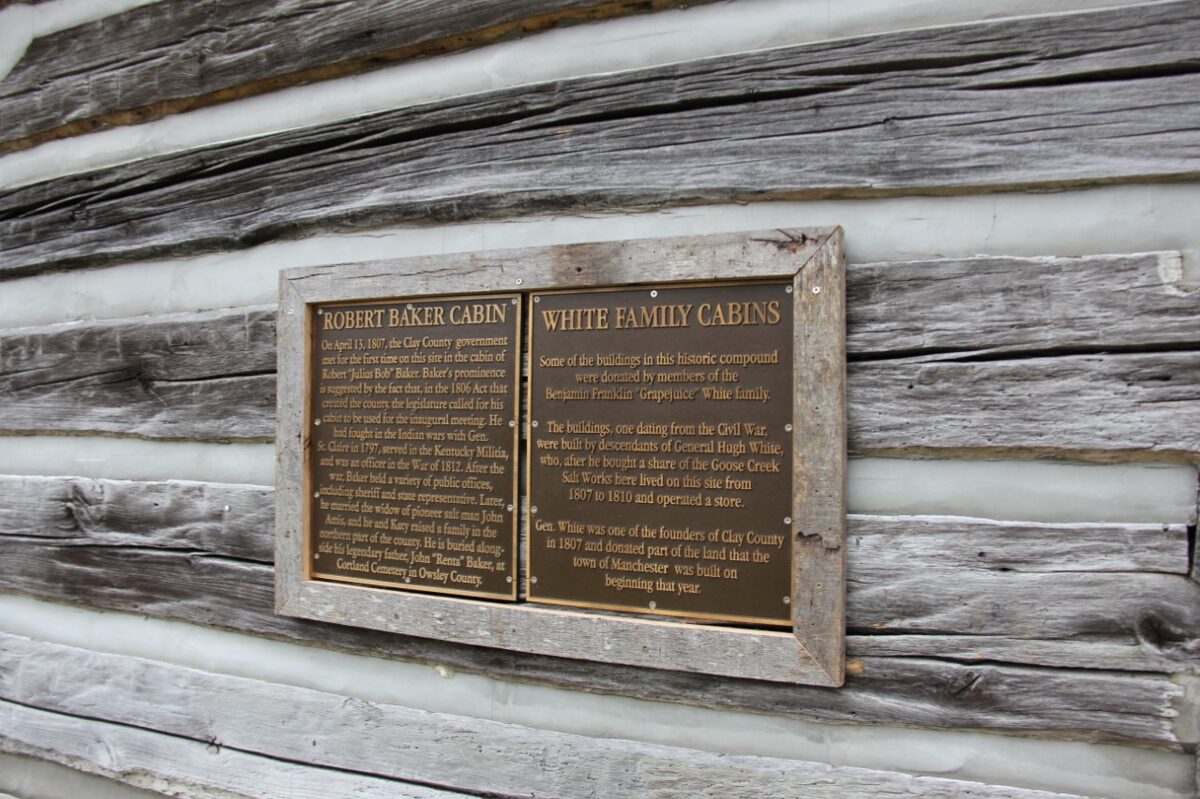 ROBERT BAKER CABIN
On April 13, 1807, the Clay County government
met for the first time on this site in the cabin of
Robert "Julius Bob" Baker. Baker's prominence
is suggested by the fact that, in the 1806 Act that
created the county, the legislature called for his
cabin to be used for the inaugural meeting. He
had fought in the Indian wars with Gen.
St. Claire in 1797, served in the Kentucky Militia,
and was an officer in the War of 1812. After the
war, Baker held a variety of public offices,
including sheriff and state representative. Later,
he married the widow of pioneer salt man John
Amis, and he and Katy raised a family in the
northern part of the county. He is buried along-
side his legendary father, John "Renta" Baker, at
Cortland Cemetery in Owsley County.
WHITE FAMILY CABINS
Some of the buildings in this historic compound
were donated by members of the
Benjamin Franklin "Grapejuice" White family.
The buildings, one dating from the Civil War,
were built by descendants of General Hugh White,
who, after he bought a share of the Goose Creek
Salt Works here lived on this site from
1807 to 1810 and operated a store.
Gen. White was one of the founders of Clay County
in 1807 and donated part of the land that the
town of Manchester was built on
beginning that year.